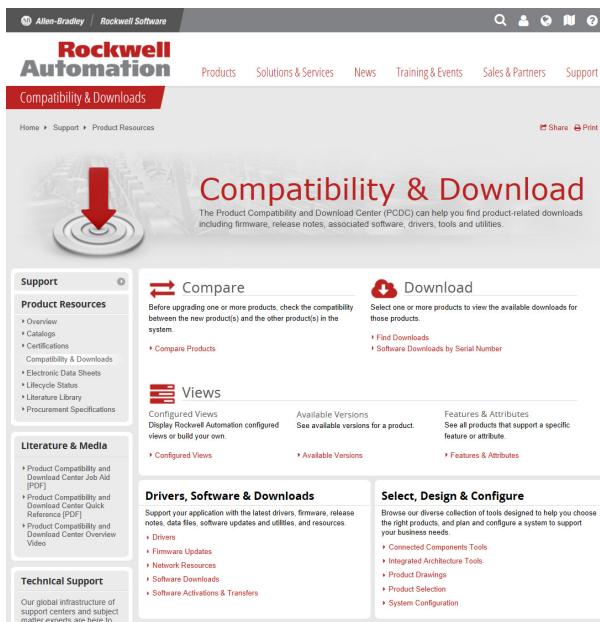 AB Allen-Bradley Rockwell Software
Rockwell
Automation
Products Solutions & Services News Training & Events Sales & Partners Support
Compatibility & Downloads
Home Support Product Resources Share Print
Compatibility & Download
The Product Compatibility and Download Center (PCDC) can help you find product-related downloads
including firmware, release notes, associated software, drivers, tools and utilities.
Support
Product Resources
Overview
Catalogs
Certifications
Compatibility & Downloads
Electronic Data Sheets
Lifecycle Status
Literature Library
Procurement Specifications
Literature & Media
Product Compatibility and
Download Center Job Aid
[PDF]
Product Compatibility and
Download Center Quick
Reference [PDF]
Product Compatibility and
Download Center Overview
Video
Technical Support
Our global infrastructure of
support centers and subject
matter experds are here to
Compare
Before upgrading one or more products, check the compatibility
between the new product(s) and the other product(s) in the
system.
Compare Products
Download
Select one or more products to view the available downloads for
those products.
Find Downloads
Software Downloads by Serial Number
Views
Configured Views
Display Rockwell Automation configured
views or build your own.
Configured Views
Available Versions
See available versions for a product.
Available Versions
Features & Attributes
See all products that support a specific
feature or attribute.
Features & Attributes
Drivers, Software & Downloads
Support your application with the latest drivers, firmware, release
notes, data files, software updates and utilities, and resources.
Drivers
Firmware Updates
Network Resources
Software Downloads
Software Activations & Transfers
Select, Design & Configure
Browse our diverse collection of tools designed to help you choose
the right products, and plan and configure a system to support
your business needs.
Connected Components Tools
Integrated Architecture Tools
Product Drawings
Product Selection
System Configuration